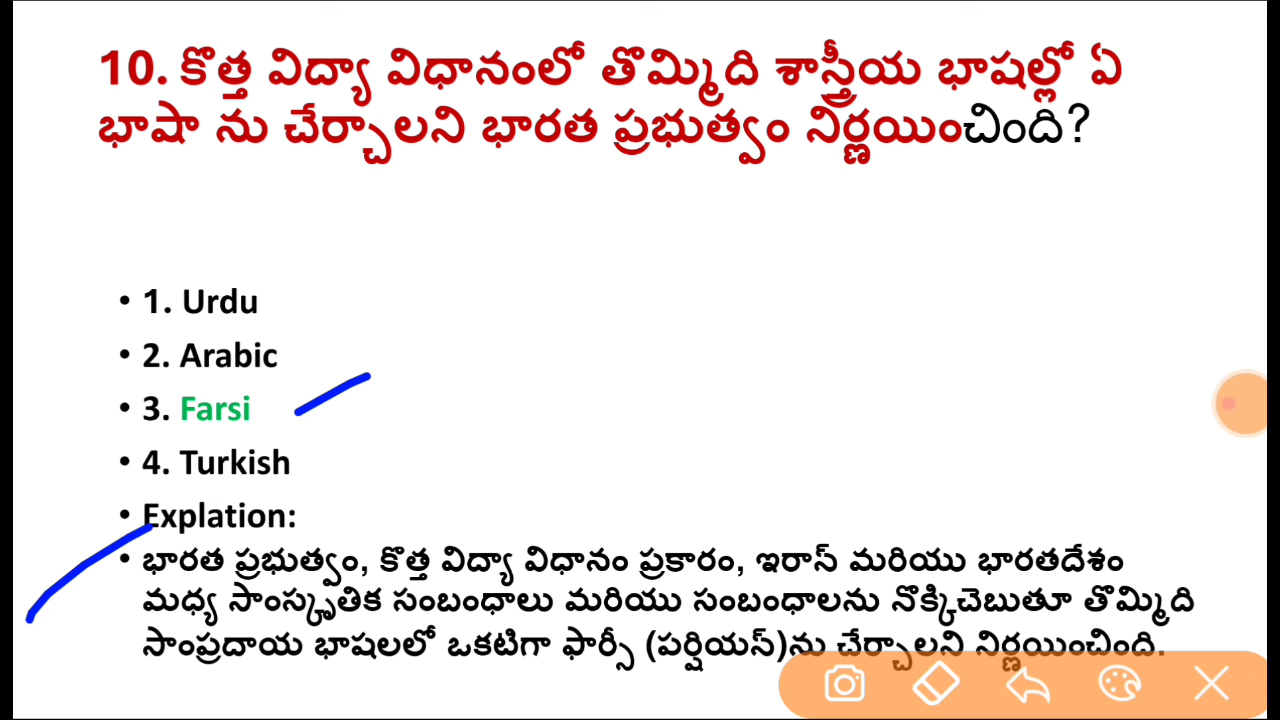 10. కొత్త విద్యా విధానంలో తొమ్మిది శాస్త్రీయ భాషల్లో ఏ
భాషా ను చేర్చాలని భారత ప్రభుత్వం నిర్ణయించింది?
• 1. Urdu
• 2. Arabic
• 3. Farsi
• 4. Turkish
• Explation:
• భారత ప్రభుత్వం, కొత్త విద్యా విధానం ప్రకారం, ఇరాస్ మరియు భారతదేశం
మధ్య సాంస్కృతిక సంబంధాలు మరియు సంబంధాలను నొక్కిచెబుతూ తొమ్మిది
సాంప్రదాయ భాషలలో ఒకటిగా ఫార్సీ (పర్షియస్)ను చేర్చాలని నిర్ణయించింది.